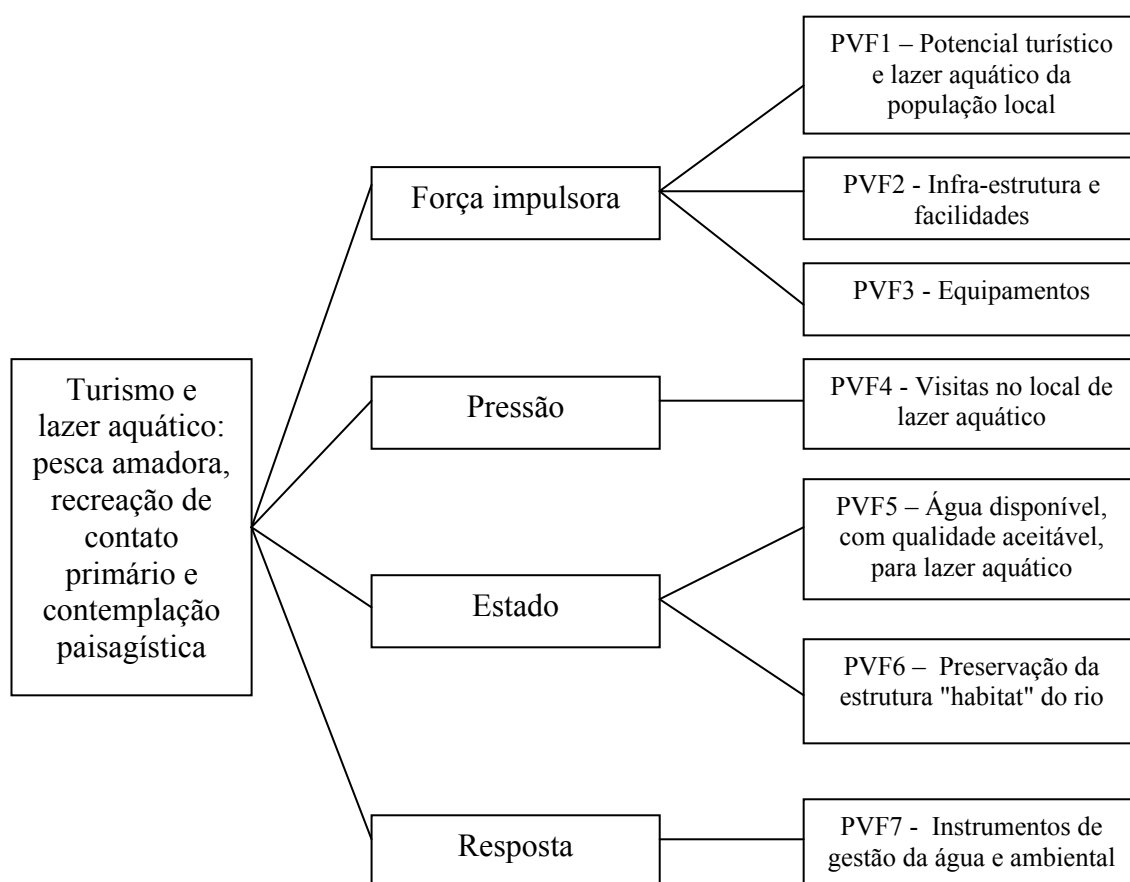 Turismo e
lazer aquático:
pesca amadora,
recreação de
contato
primário e
contemplação
paisagística
Força impulsora
PVF1 – Potencial turístico
e lazer aquático da
população local
PVF2 - Infra-estrutura e
facilidades
PVF3 - Equipamentos
Pressão
PVF4 - Visitas no local de
lazer aquático
Estado
PVF5 – Água disponível,
com qualidade aceitável,
para lazer aquático
PVF6 – Preservação da
estrutura "habitat" do rio
Resposta
PVF7 - Instrumentos de
gestão da água e ambiental